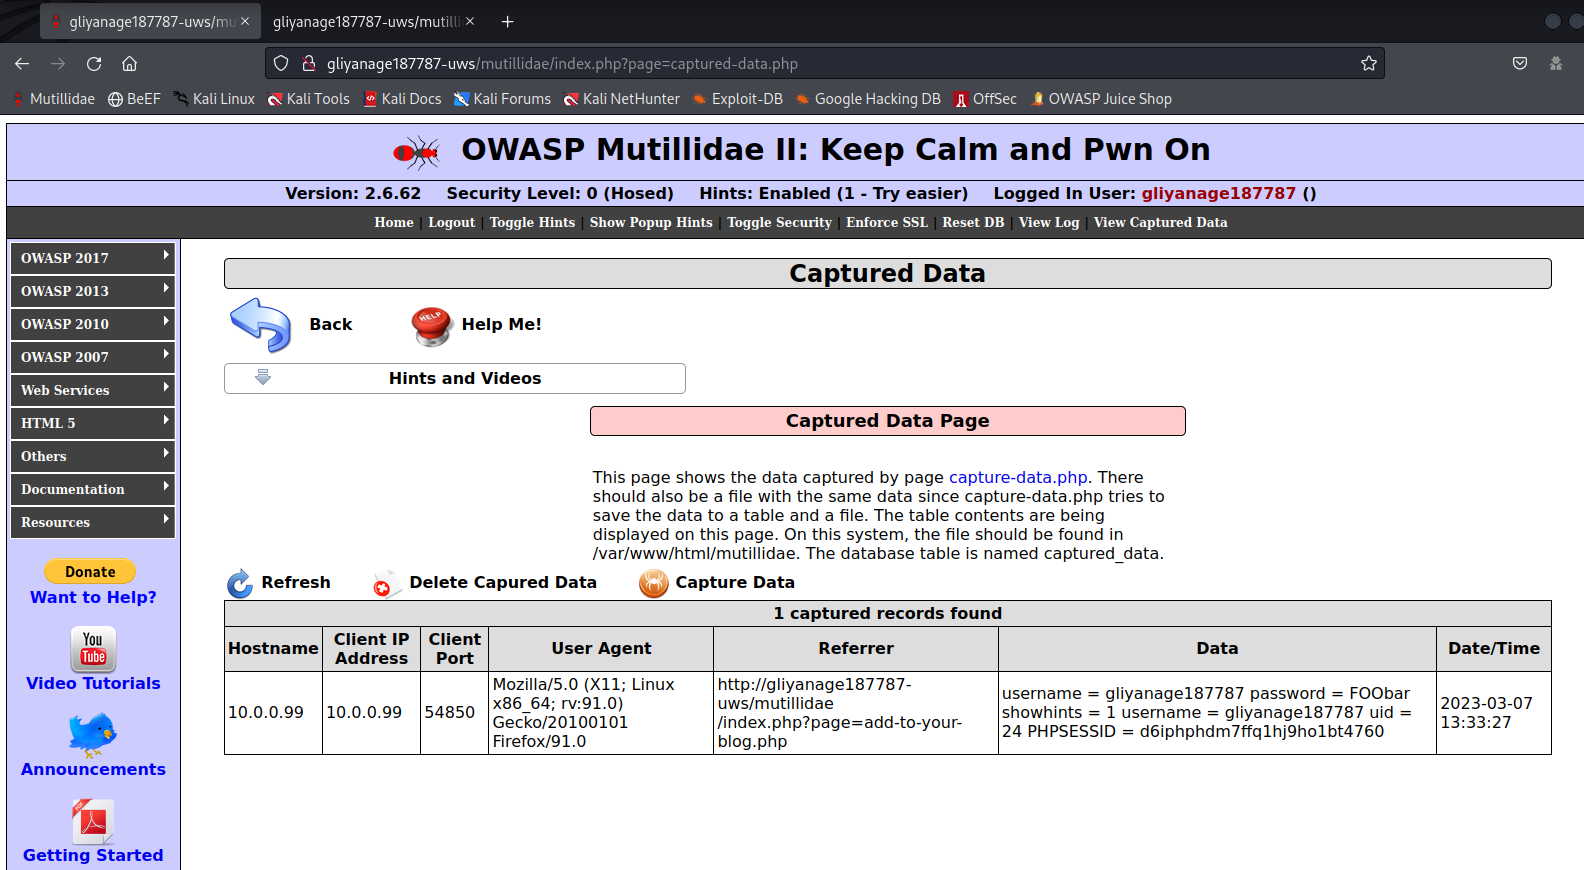 gliyanage187787-uws/mu
gliyanage187787-uws/mutilli
gliyanage187787-uws/mutillidae/index.php?page=captured-data.php
Mutillidae BeEF Kali Linux Kali Tools Kali Docs Kali Forums Kali NetHunter Exploit-DB Google Hacking DB OffSec OWASP Juice Shop
OWASP Mutillidae II: Keep Calm and Pwn On
Version: 2.6.62 Security Level: 0 (Hosed) Hints: Enabled (1 - Try easier) Logged In User: gliyanage187787 ()
Home | Logout | Toggle Hints | Show Popup Hints | Toggle Security | Enforce SSL | Reset DB | View Log | View Captured Data
OWASP 2017
OWASP 2013
OWASP 2010
OWASP 2007
Web Services
HTML 5
Others
Documentation
Resources
Donate
Want to Help?
You
Tube
Video Tutorials
Announcements
PDF
Getting Started
Captured Data
Back
HELP
Help Me!
Hints and Videos
Captured Data Page
This page shows the data captured by page capture-data.php. There
should also be a file with the same data since capture-data.php tries to
save the data to a table and a file. The table contents are being
displayed on this page. On this system, the file should be found in
/var/www/html/mutillidae. The database table is named captured_data.
Refresh Delete Capured Data Capture Data
1 captured records found
Hostname
Client IP
Address
Client
Port
User Agent
Referrer
Data
Date/Time
10.0.0.99
10.0.0.99
54850
Mozilla/5.0 (X11; Linux
x86_64; rv:91.0)
Gecko/20100101
Firefox/91.0
http://gliyanage187787-
uws/mutillidae
/index.php?page=add-to-your-
blog.php
username = gliyanage187787 password = FOObar
showhints = 1 username = gliyanage187787 uid =
24 PHPSESSID = d6iphphdm7ffq1hj9ho1bt4760
2023-03-07
13:33:27